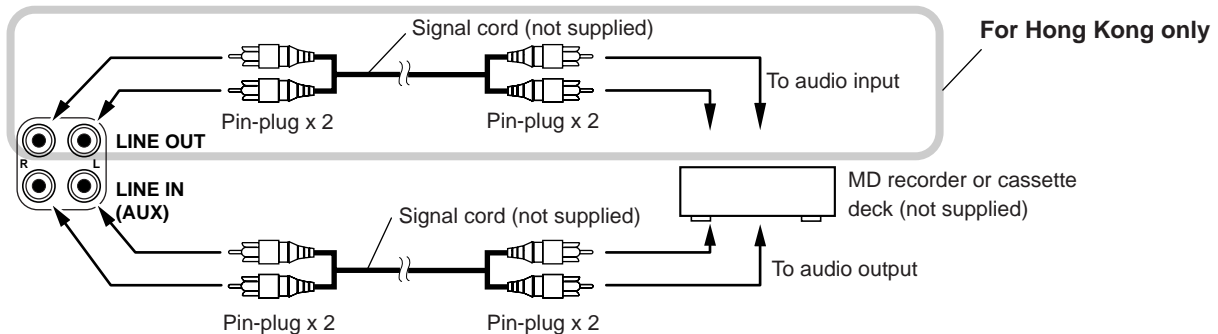 For Hong Kong only
Signal cord (not supplied)
To audio input
Pin-plug x 2
Pin-plug x 2
LINE OUT
R
L
LINE IN
(AUX)
MD recorder or cassette
deck (not supplied)
Signal cord (not supplied)
To audio output
Pin-plug x 2
Pin-plug x 2